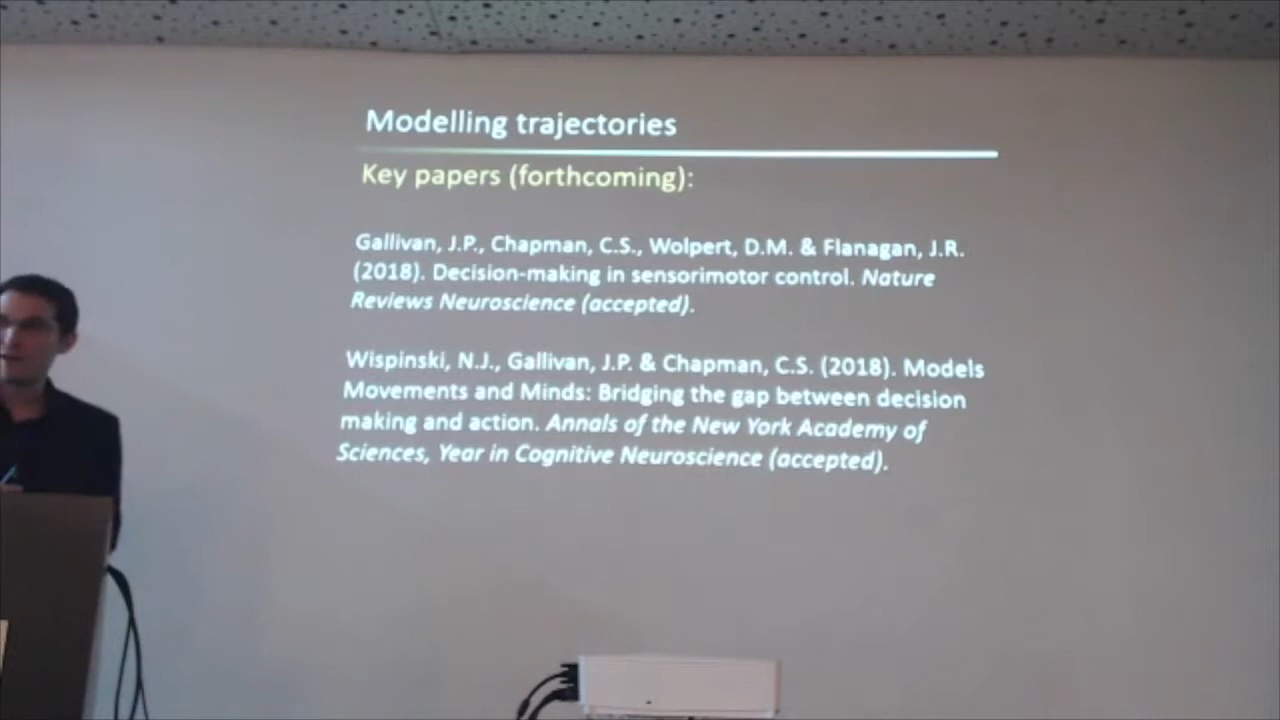 Modelling trajectories
Key papers (forthcoming):
Gallivan, J.P., Chapman, C.S., Wolpert, D.M. & Flanagan, J.R.
(2018). Decision-making in sensorimotor control. Nature
Reviews Neuroscience (accepted).
Wispinski, N.J., Gallivan, J.P. & Chapman, C.S. (2018). Models
Movements and Minds: Bridging the gap between decision
making and action. Annals of the New York Academy of
Sciences, Year in Cognitive Neuroscience (accepted).